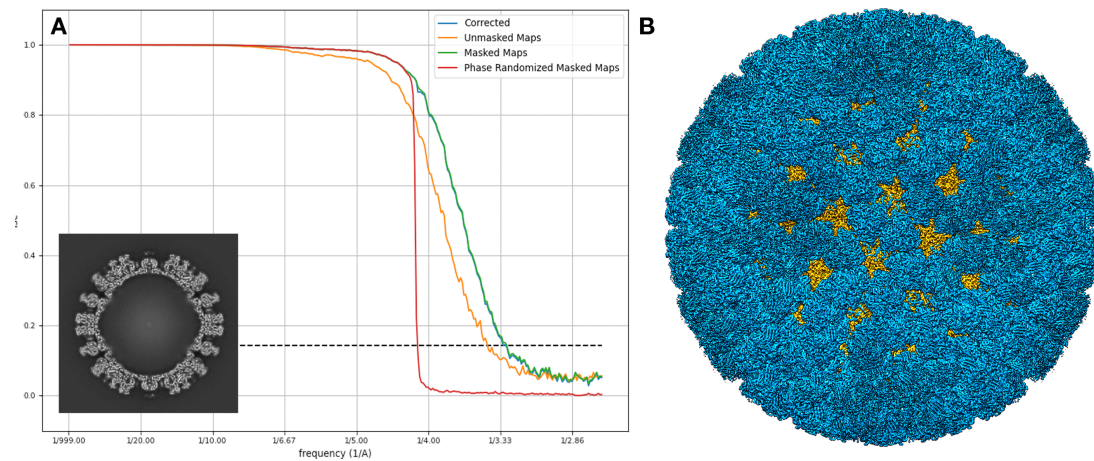 A
B
Corrected
Unmasked Maps
Masked Maps
Phase Randomized Masked Maps
1.0
0.8
0.6
0.4
0.2
0.0
1/999.00 1/20.00 1/10.00 1/6.67 1/5.00 1/4.00 1/3.33 1/2.86
frequency (1/A)